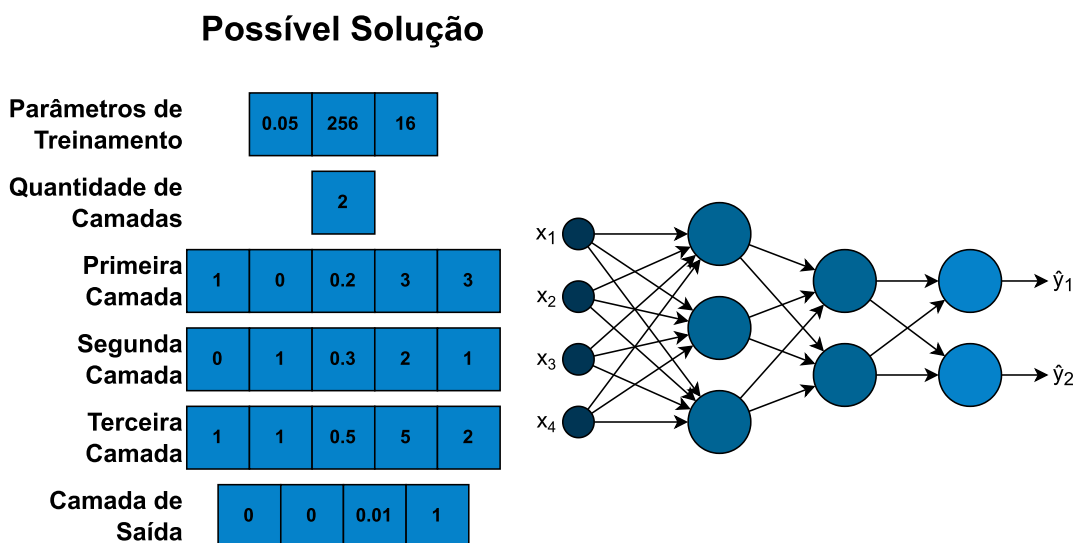 Possível Solução
Parâmetros de
Treinamento
0.05 256 16
Quantidade de
Camadas
2
Primeira
Camada
1 0 0.2 3 3
Segunda
Camada
0 1 0.3 2 1
Terceira
Camada
1 1 0.5 5 2
Camada de
Saída
0 0 0.01 1
x1
x2
x3
x4
ŷ1
ŷ2